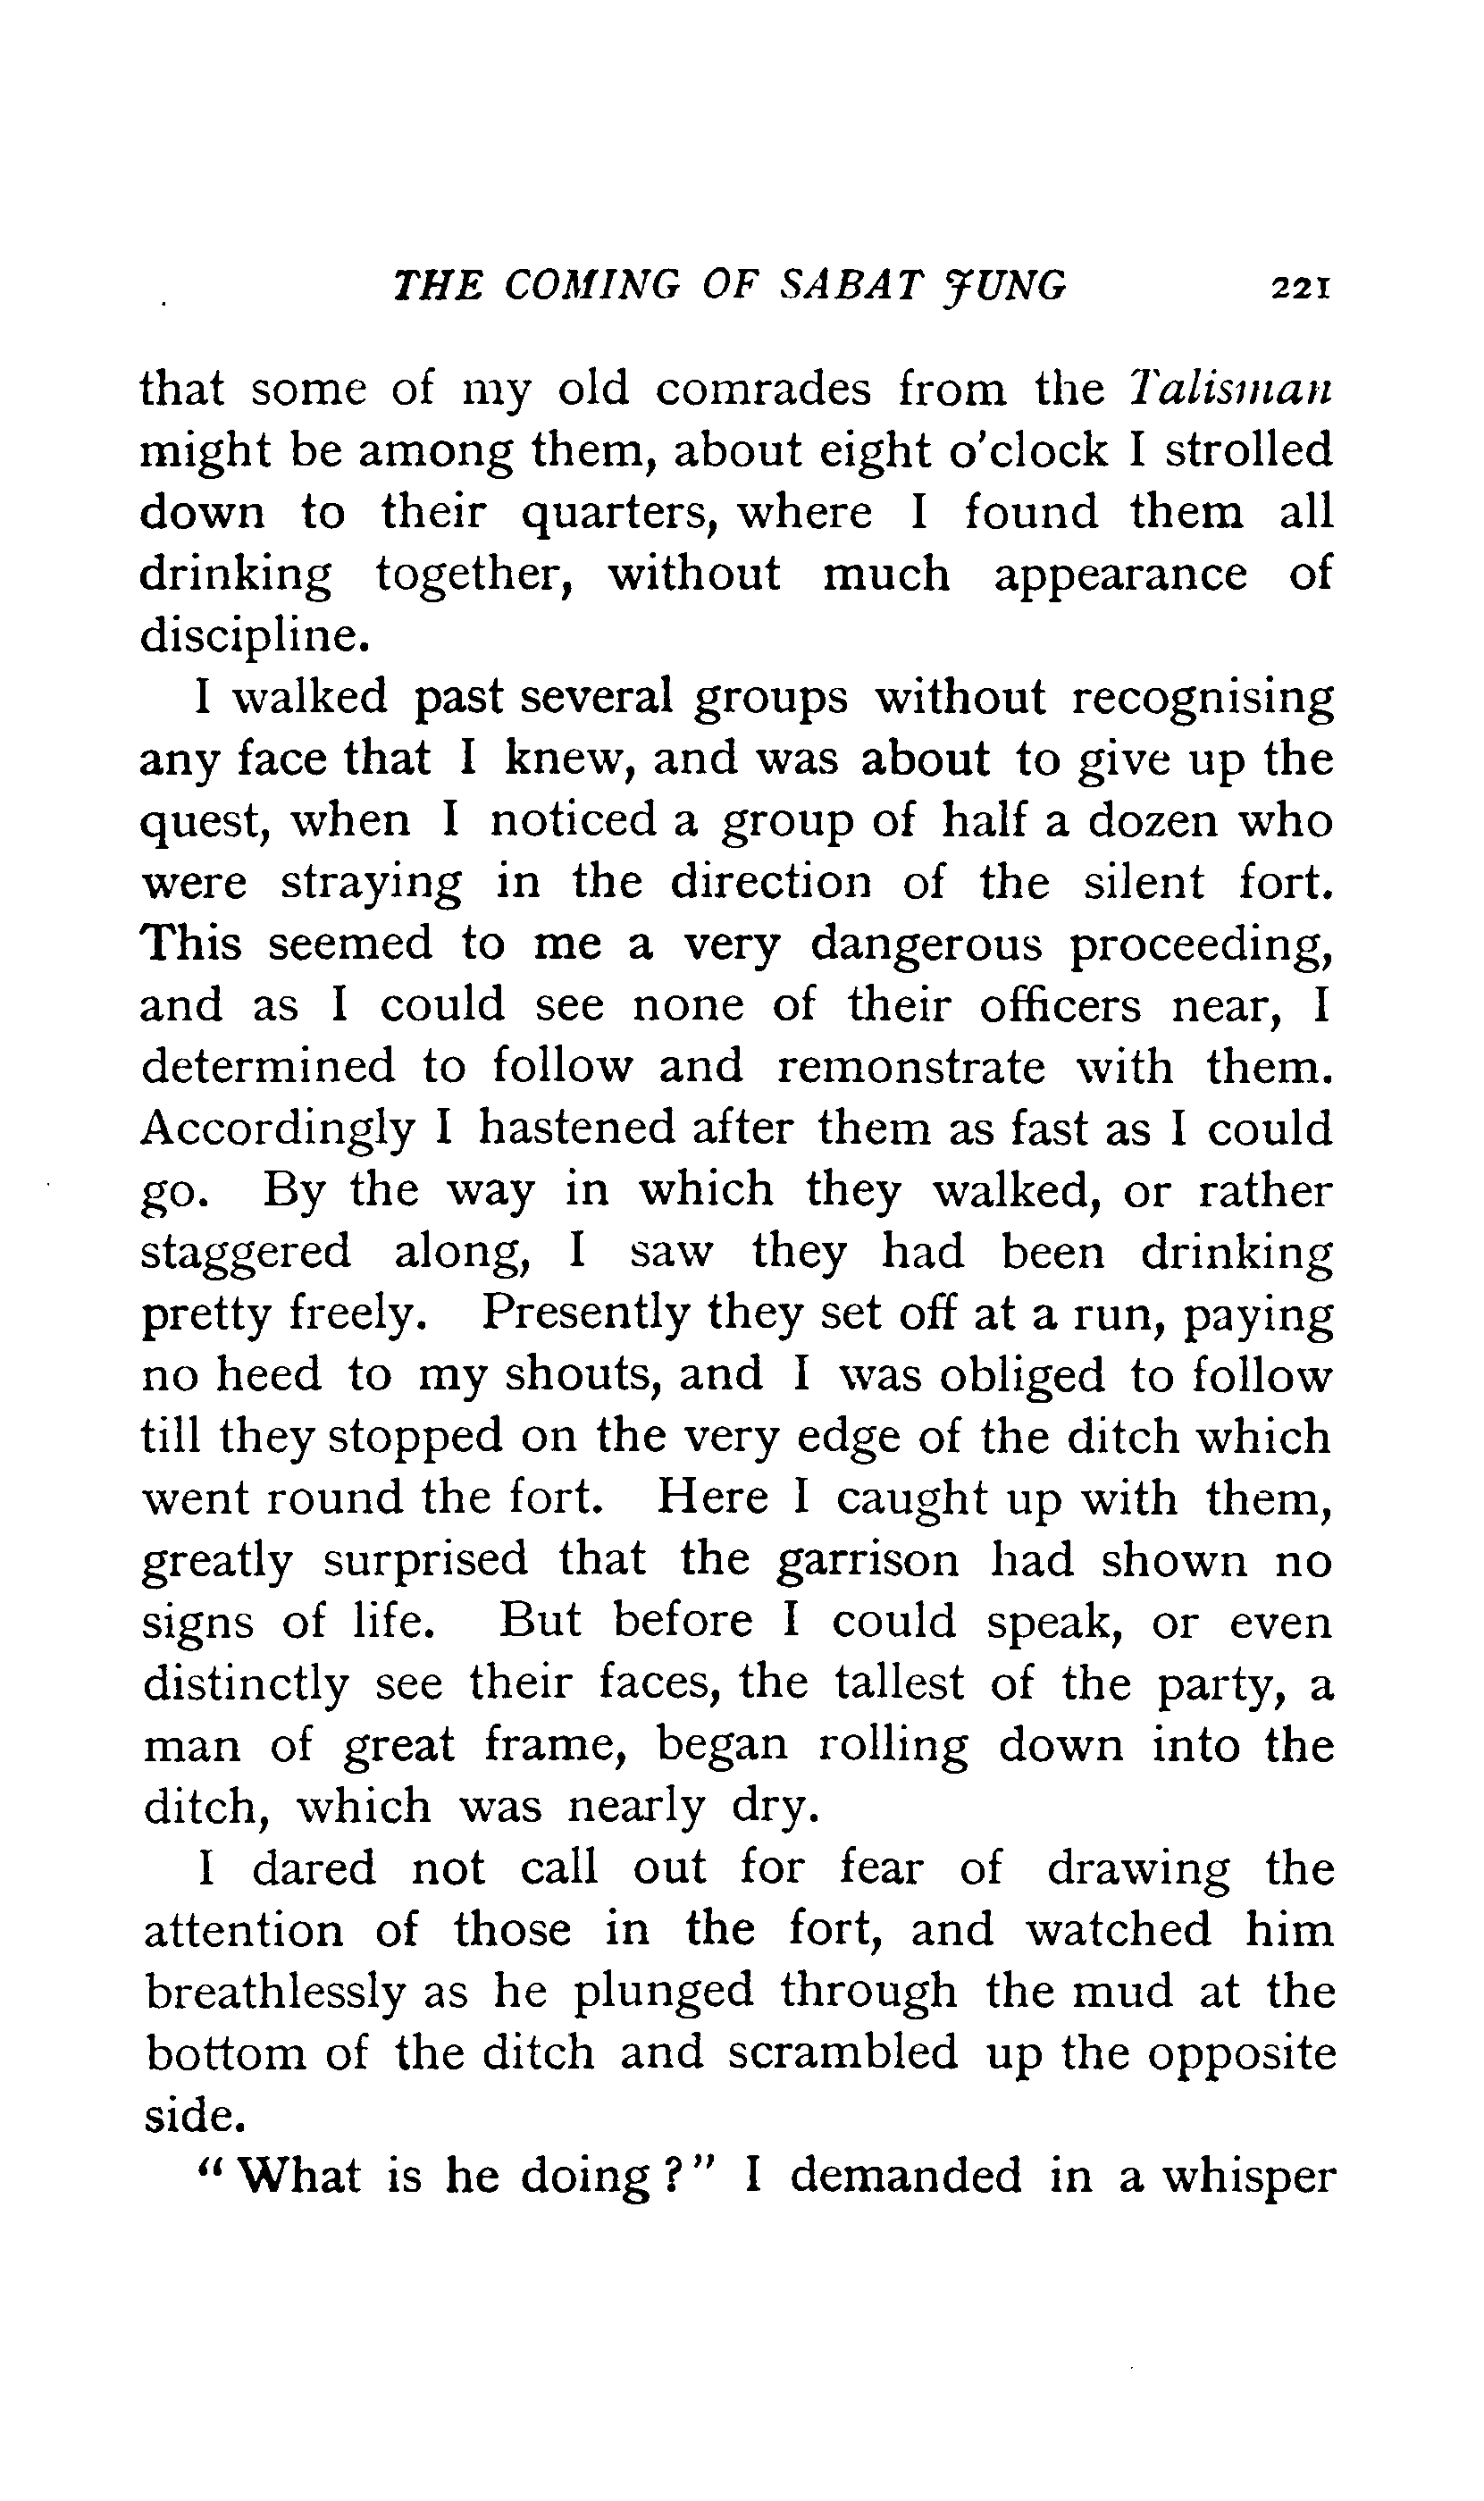 THE COMING OF SABAT JUNG 221
that some of my old comrades from the Talisman
might be among them, about eight o'clock I strolled
down to their quarters, where I found them all
drinking together, without much appearance of
discipline.
I walked past several groups without recognising
any face that I knew, and was about to give up the
quest, when I noticed a group of half a dozen who
were straying in the direction of the silent fort.
This seemed to me a very dangerous proceeding,
and as I could see none of their officers near, I
determined to follow and remonstrate with them.
Accordingly I hastened after them as fast as I could
go. By the way in which they walked, or rather
staggered along, I saw they had been drinking
pretty freely. Presently they set off at a run, paying
no heed to my shouts, and I was obliged to follow
till they stopped on the very edge of the ditch which
went round the fort. Here I caught up with them,
greatly surprised that the garrison had shown no
signs of life. But before I could speak, or even
distinctly see their faces, the tallest of the party, a
man of great frame, began rolling down into the
ditch, which was nearly dry.
I dared not call out for fear of drawing the
attention of those in the fort, and watched him
breathlessly as he plunged through the mud at the
bottom of the ditch and scrambled up the opposite
side.
"What is he doing?" I demanded in a whisper